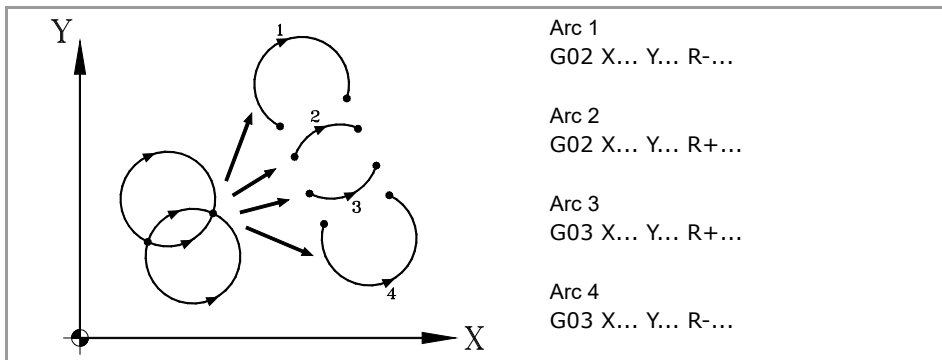 Y
1
2
3
4
X
Arc 1
G02 X... Y... R-...
Arc 2
G02 X... Y... R+...
Arc 3
G03 X... Y... R+...
Arc 4
G03 X... Y... R-...